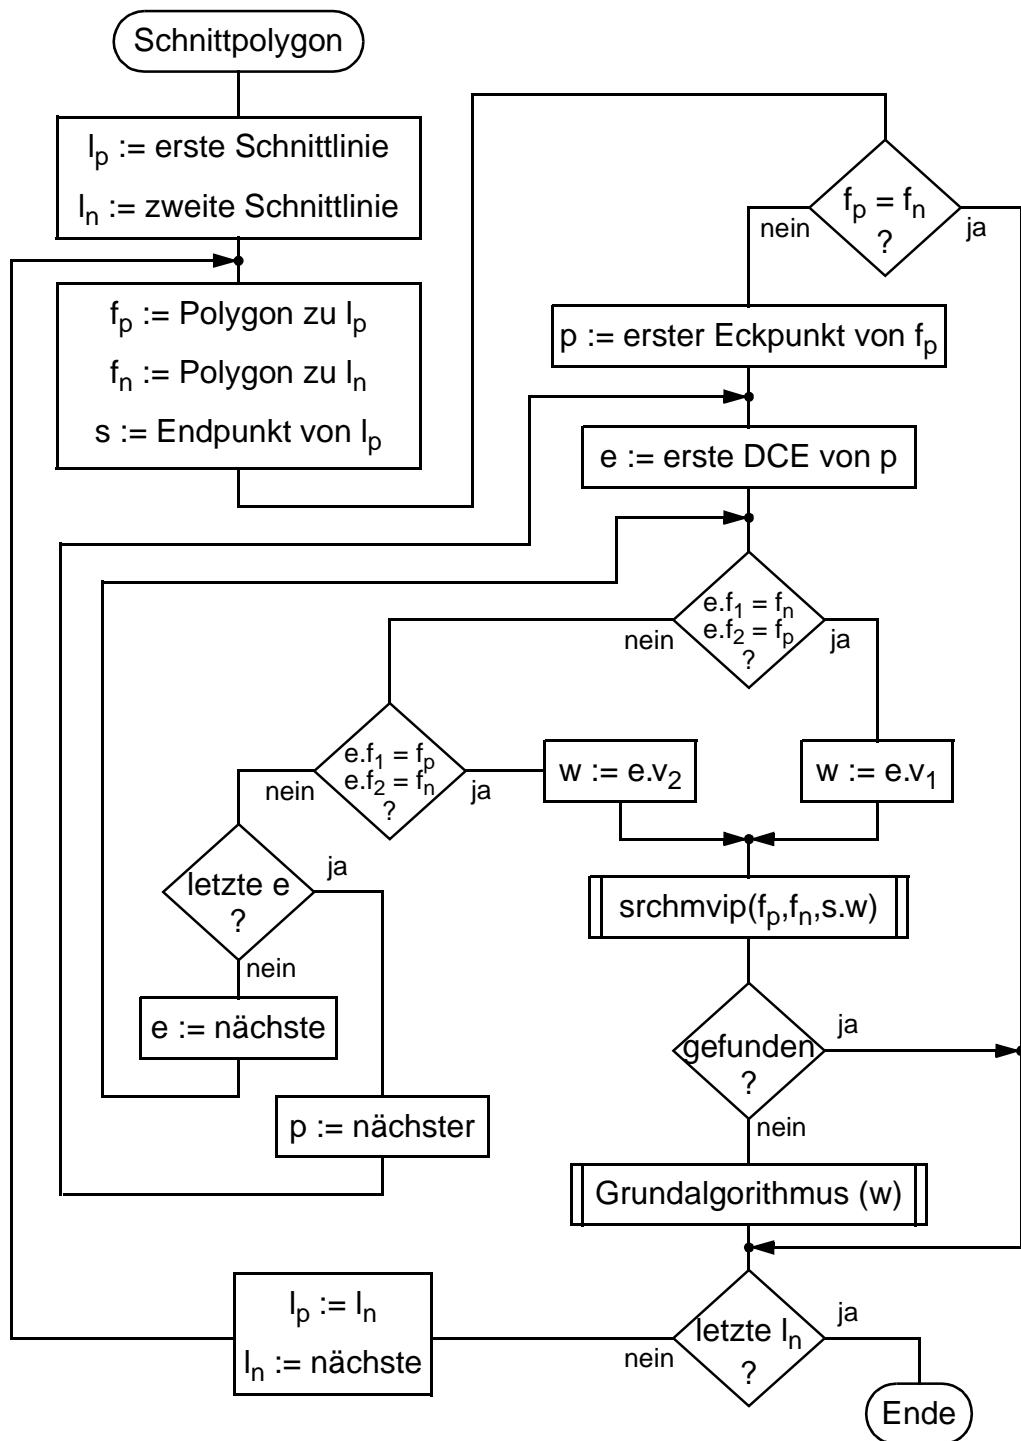 Schnittpolygon
lp := erste Schnittlinie
ln := zweite Schnittlinie
fp := Polygon zu lp
fn := Polygon zu ln
s := Endpunkt von lp
fp = fn
?
nein
ja
p := erster Eckpunkt von fp
e := erste DCE von p
e.f1 = fn
e.f2 = fp
?
nein
ja
e.f1 = fp
e.f2 = fn
?
nein
ja
w := e.v2
w := e.v1
letzte e
?
ja
nein
srchmvip(fp,fn,s.w)
e := nächste
gefunden
?
ja
nein
p := nächster
Grundalgorithmus (w)
lp := ln
ln := nächste
letzte ln
?
nein
ja
Ende